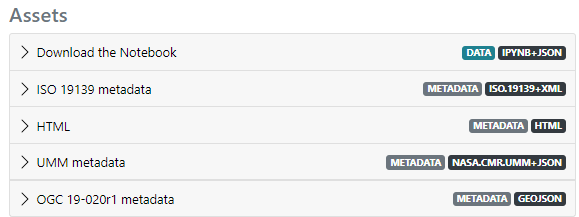 Assets
Download the Notebook DATA IPYNB+JSON
ISO 19139 metadata METADATA ISO.19139+XML
HTML METADATA HTML
UMM metadata METADATA NASA.CMR.UMM+JSON
OGC 19-020r1 metadata METADATA GEOJSON